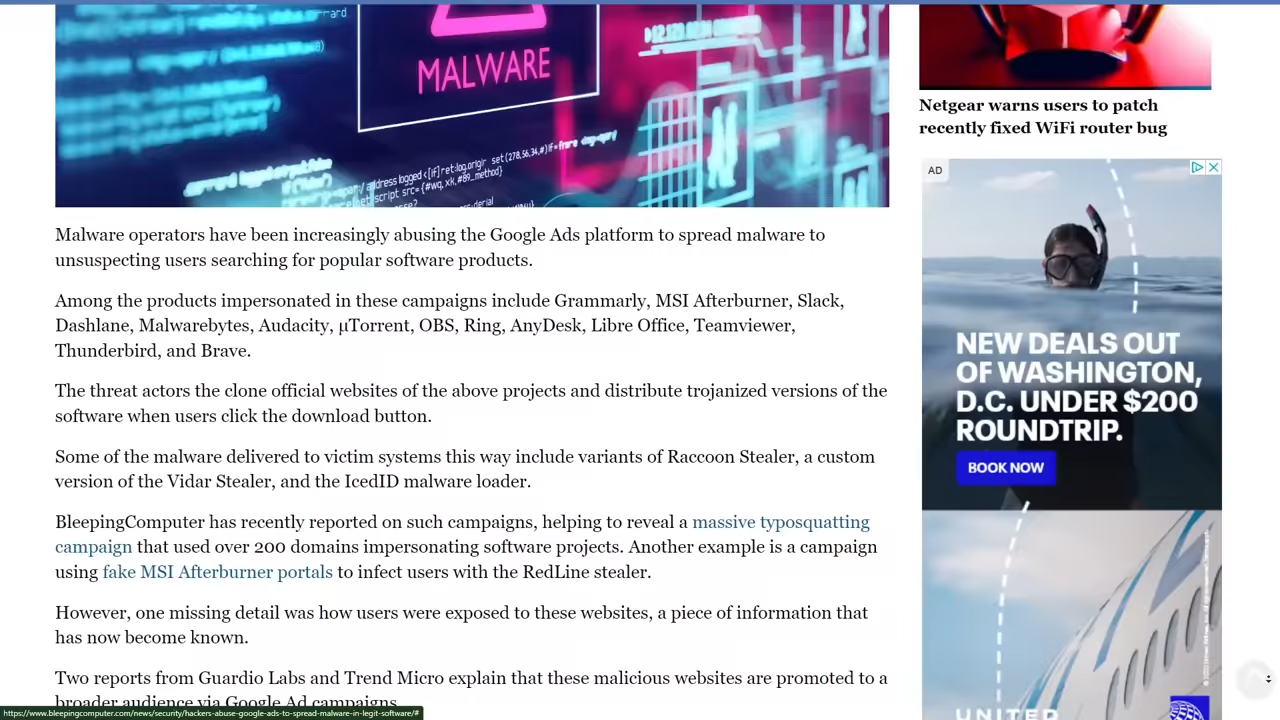 MALWARE
Netgear warns users to patch
recently fixed WiFi router bug
AD
Malware operators have been increasingly abusing the Google Ads platform to spread malware to
unsuspecting users searching for popular software products.
Among the products impersonated in these campaigns include Grammarly, MSI Afterburner, Slack,
Dashlane, Malwarebytes, Audacity, μTorrent, OBS, Ring, AnyDesk, Libre Office, Teamviewer,
Thunderbird, and Brave.
The threat actors the clone official websites of the above projects and distribute trojanized versions of the
software when users click the download button.
Some of the malware delivered to victim systems this way include variants of Raccoon Stealer, a custom
version of the Vidar Stealer, and the IcedID malware loader.
BleepingComputer has recently reported on such campaigns, helping to reveal a massive typosquatting
campaign that used over 200 domains impersonating software projects. Another example is a campaign
using fake MSI Afterburner portals to infect users with the RedLine stealer.
However, one missing detail was how users were exposed to these websites, a piece of information that
has now become known.
Two reports from Guardio Labs and Trend Micro explain that these malicious websites are promoted to a
broader audience via Google Ad campaigns.
NEW DEALS OUT
OF WASHINGTON,
D.C. UNDER $200
ROUNDTRIP.
BOOK NOW
UNITED
https://www.bleepingcomputer.com/news/security/hackers-abuse-google-ads-to-spread-malware-in-legit-software/#